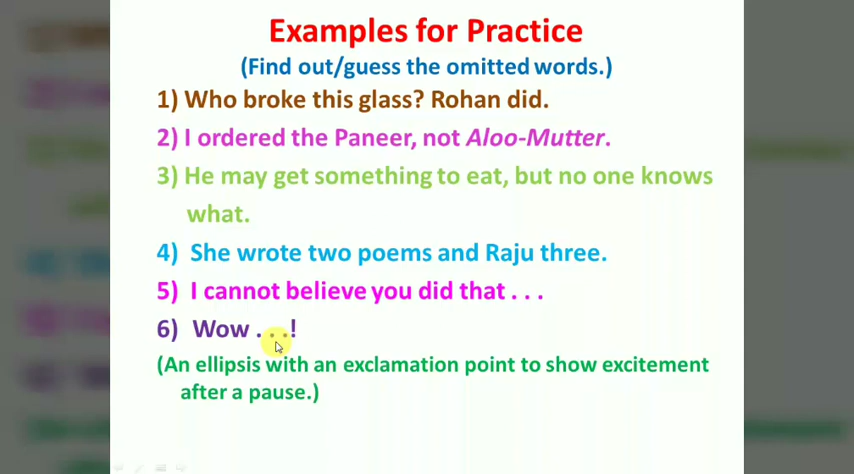 Examples for Practice
(Find out/guess the omitted words.)
1) Who broke this glass? Rohan did.
2) I ordered the Paneer, not Aloo-Mutter.
3) He may get something to eat, but no one knows
what.
4) She wrote two poems and Raju three.
5) I cannot believe you did that . . .
6) Wow . . .!
(An ellipsis with an exclamation point to show excitement
after a pause.)